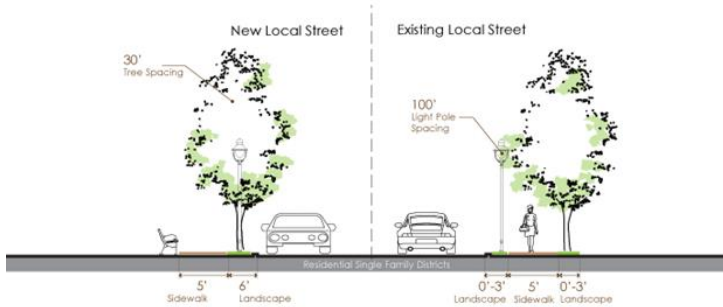 New Local Street
Existing Local Street
30'
Tree Spacing
100'
Light Pole
Spacing
Residential Single Family Districts
5'
Sidewalk
6'
Landscape
0'-3'
Landscape
5'
Sidewalk
0'-3'
Landscape